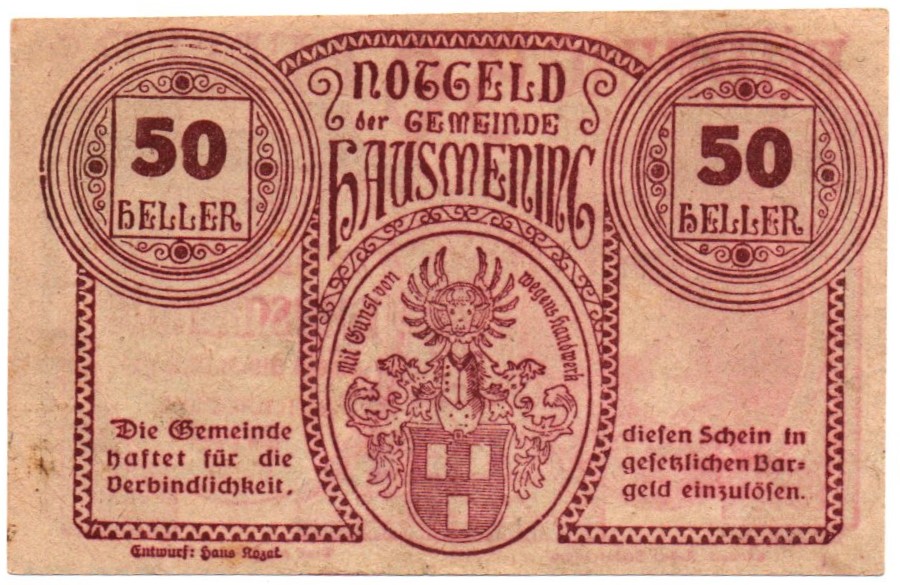 NOTGELD
der GEMEINDE
HAUSMENING
50
HELLER
50
HELLER
Mit Gunst von wegens Handwerk
Die Gemeinde
haftet für die
Verbindlichkeit.
diesen Schein in
gesetzlichen Bar=
geld einzulösen.
Entwurf: Hans Kozel